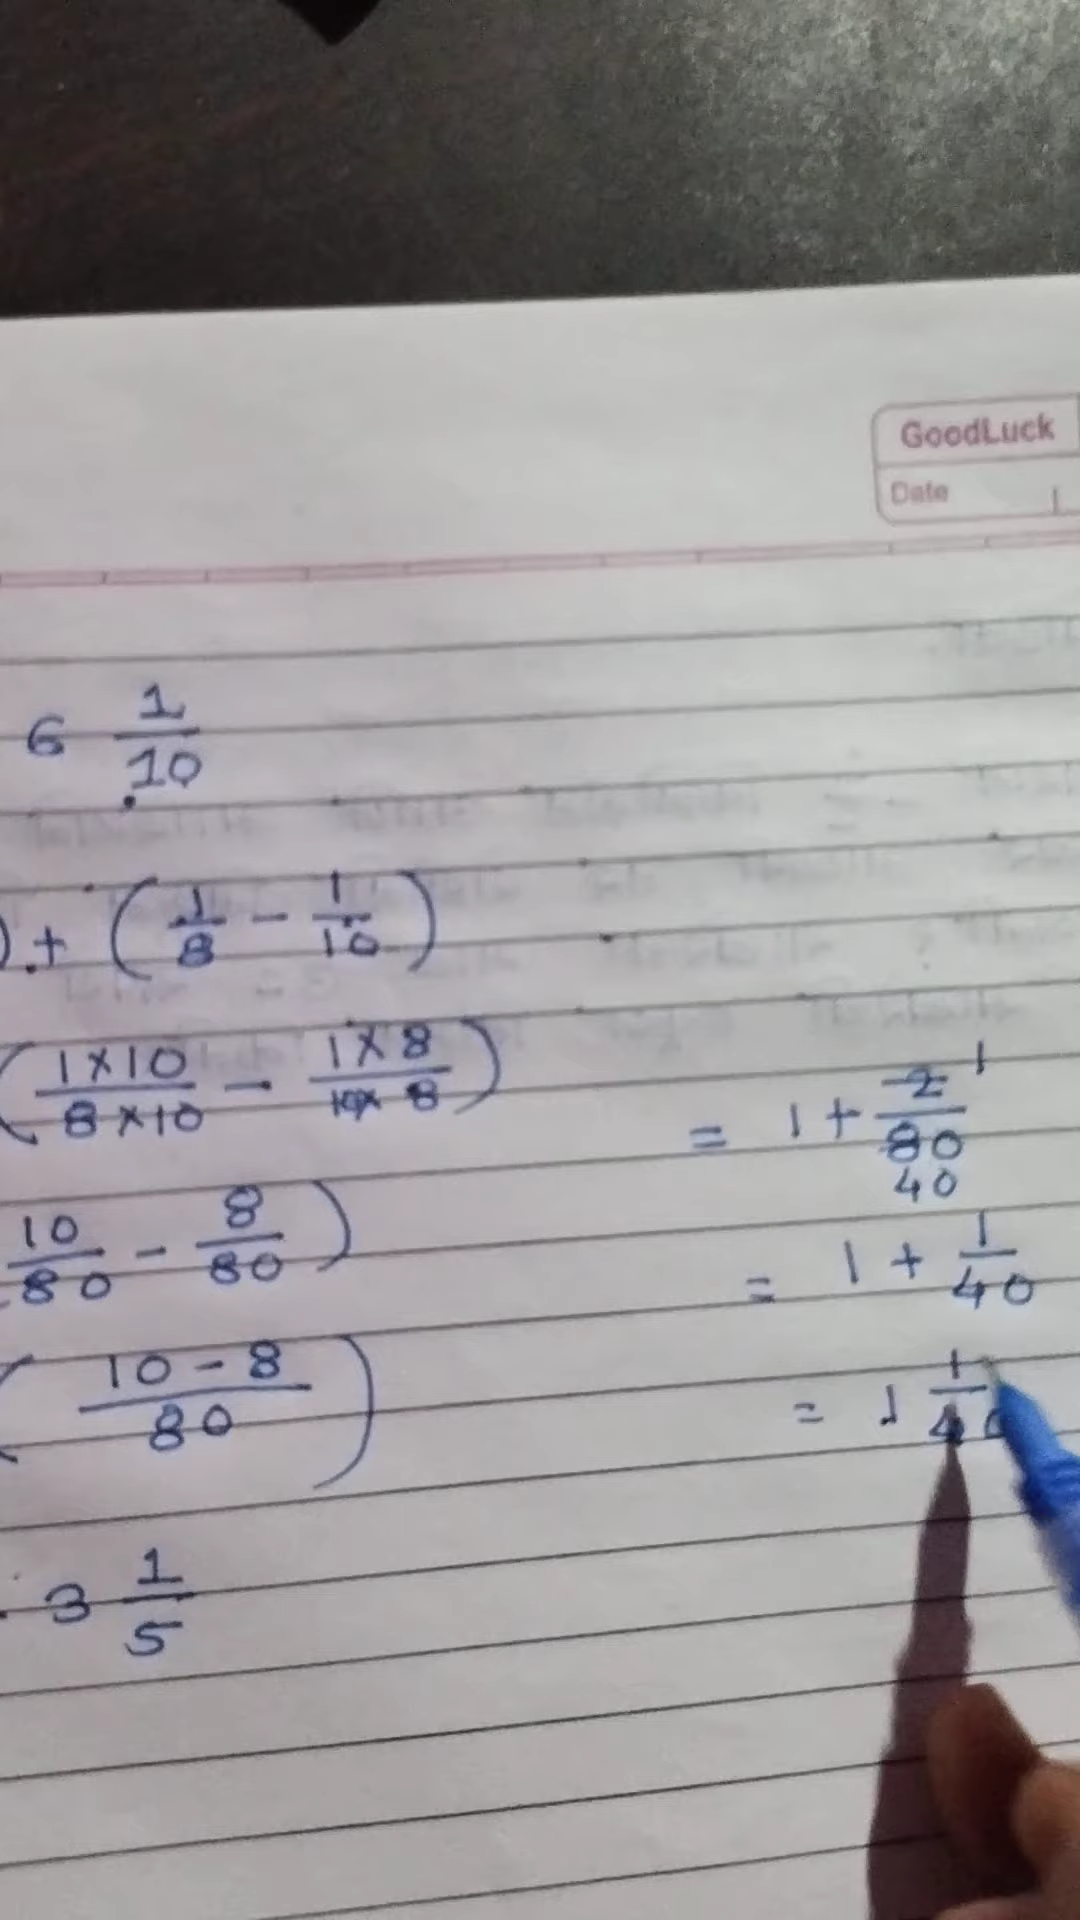 GoodLuck
Date
6 1/10
) + (1/8 - 1/10)
(1×10/8×10 - 1×8/10×8)
10/80 - 8/80)
(10-8/80)
3 1/5
= 1 + 2/80 1 40
= 1 + 1/40
= 1 1/40